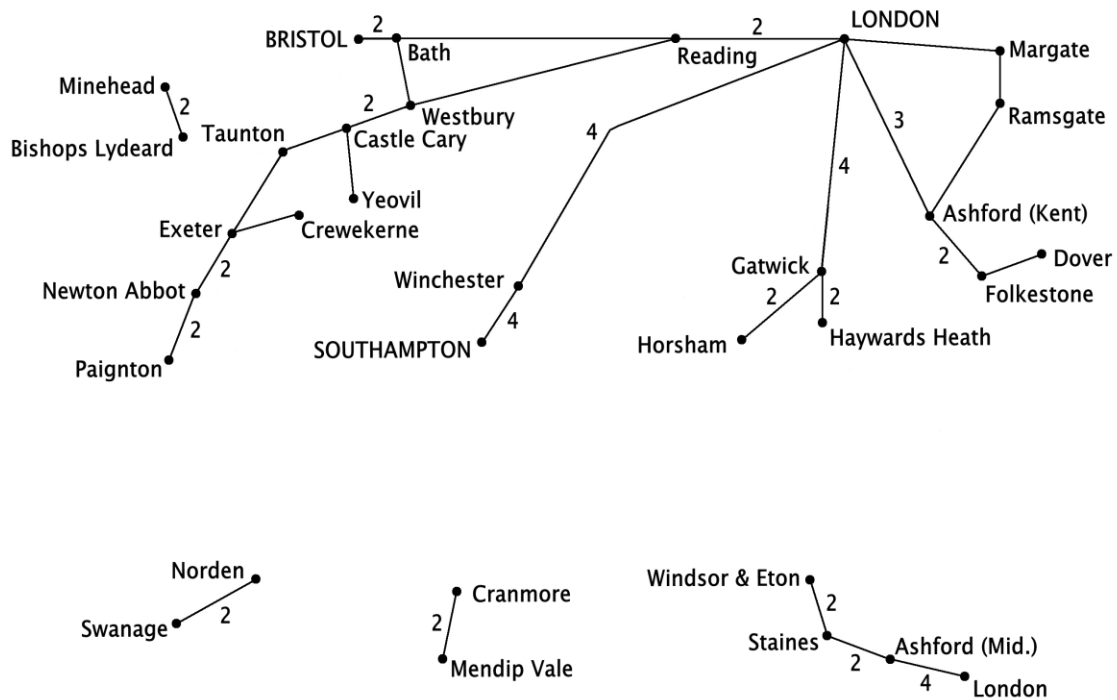 LONDON
2
2
BRISTOL
Bath
Reading
Margate
Minehead
2
2
Westbury
Ramsgate
Bishops Lydeard
Taunton
Castle Cary
4
3
4
Yeovil
Exeter
Crewekerne
Ashford (Kent)
2
2
Dover
Newton Abbot
Winchester
Gatwick
Folkestone
2
4
2
2
Paignton
SOUTHAMPTON
Horsham
Haywards Heath
Norden
Cranmore
Windsor & Eton
2
2
2
Swanage
Staines
Ashford (Mid.)
Mendip Vale
2
4
London